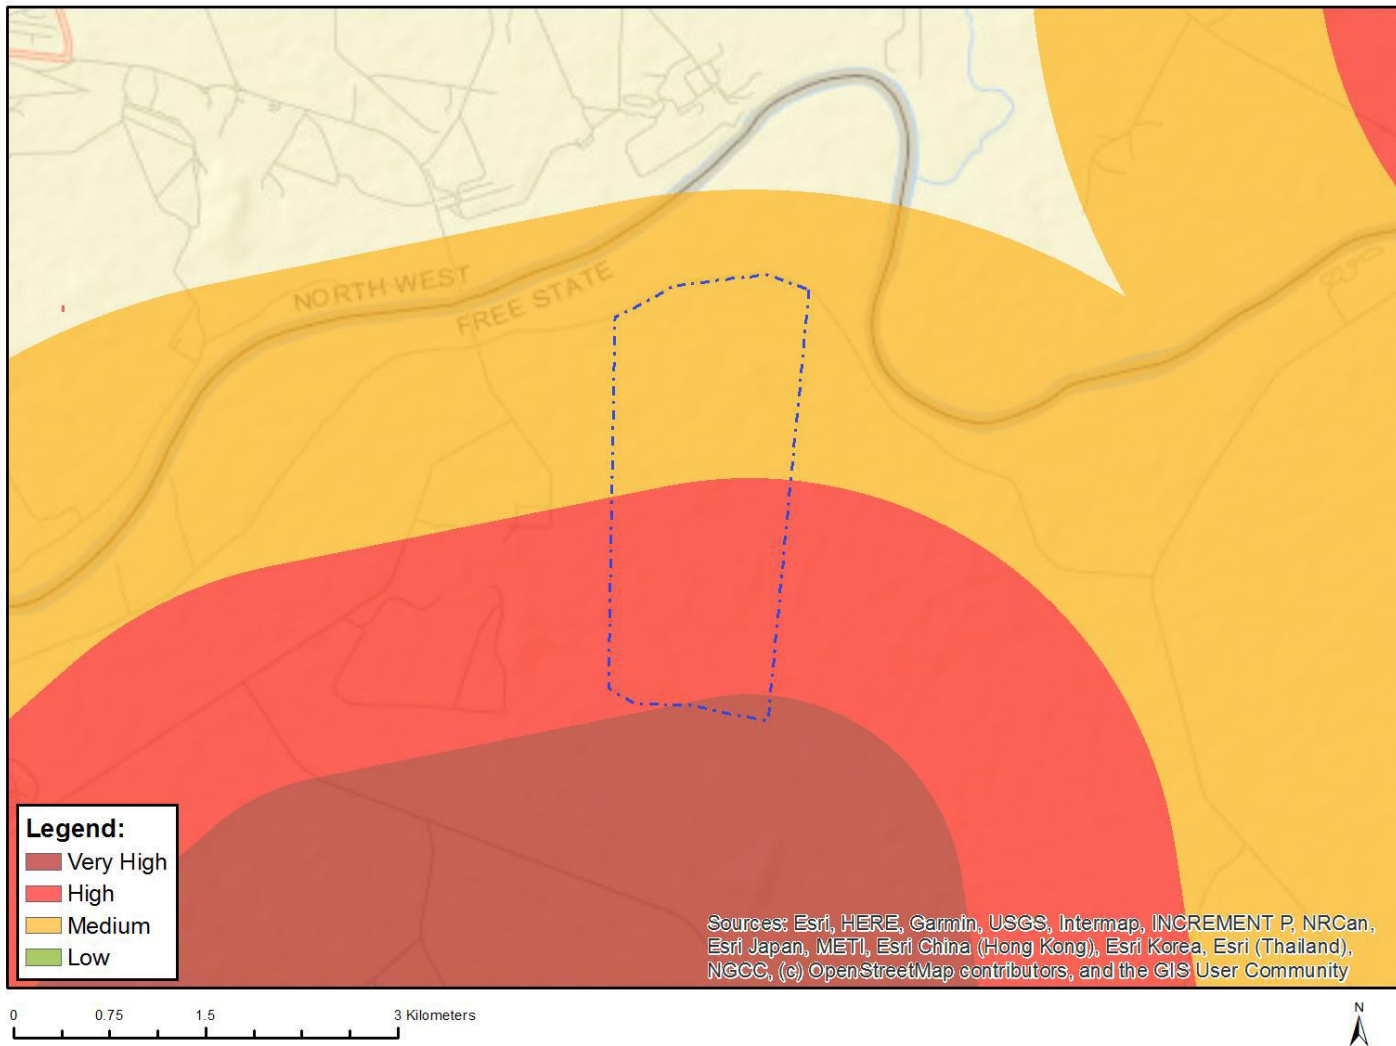 NORTH WEST
FREE STATE
Legend:
Very High
High
Medium
Low
Sources: Esri, HERE, Garmin, USGS, Intermap, INCREMENT P, NRCan,
Esri Japan, METI, Esri China (Hong Kong), Esri Korea, Esri (Thailand),
NGCC, (c) OpenStreetMap contributors, and the GIS User Community
0 0.75 1.5 3 Kilometers
N